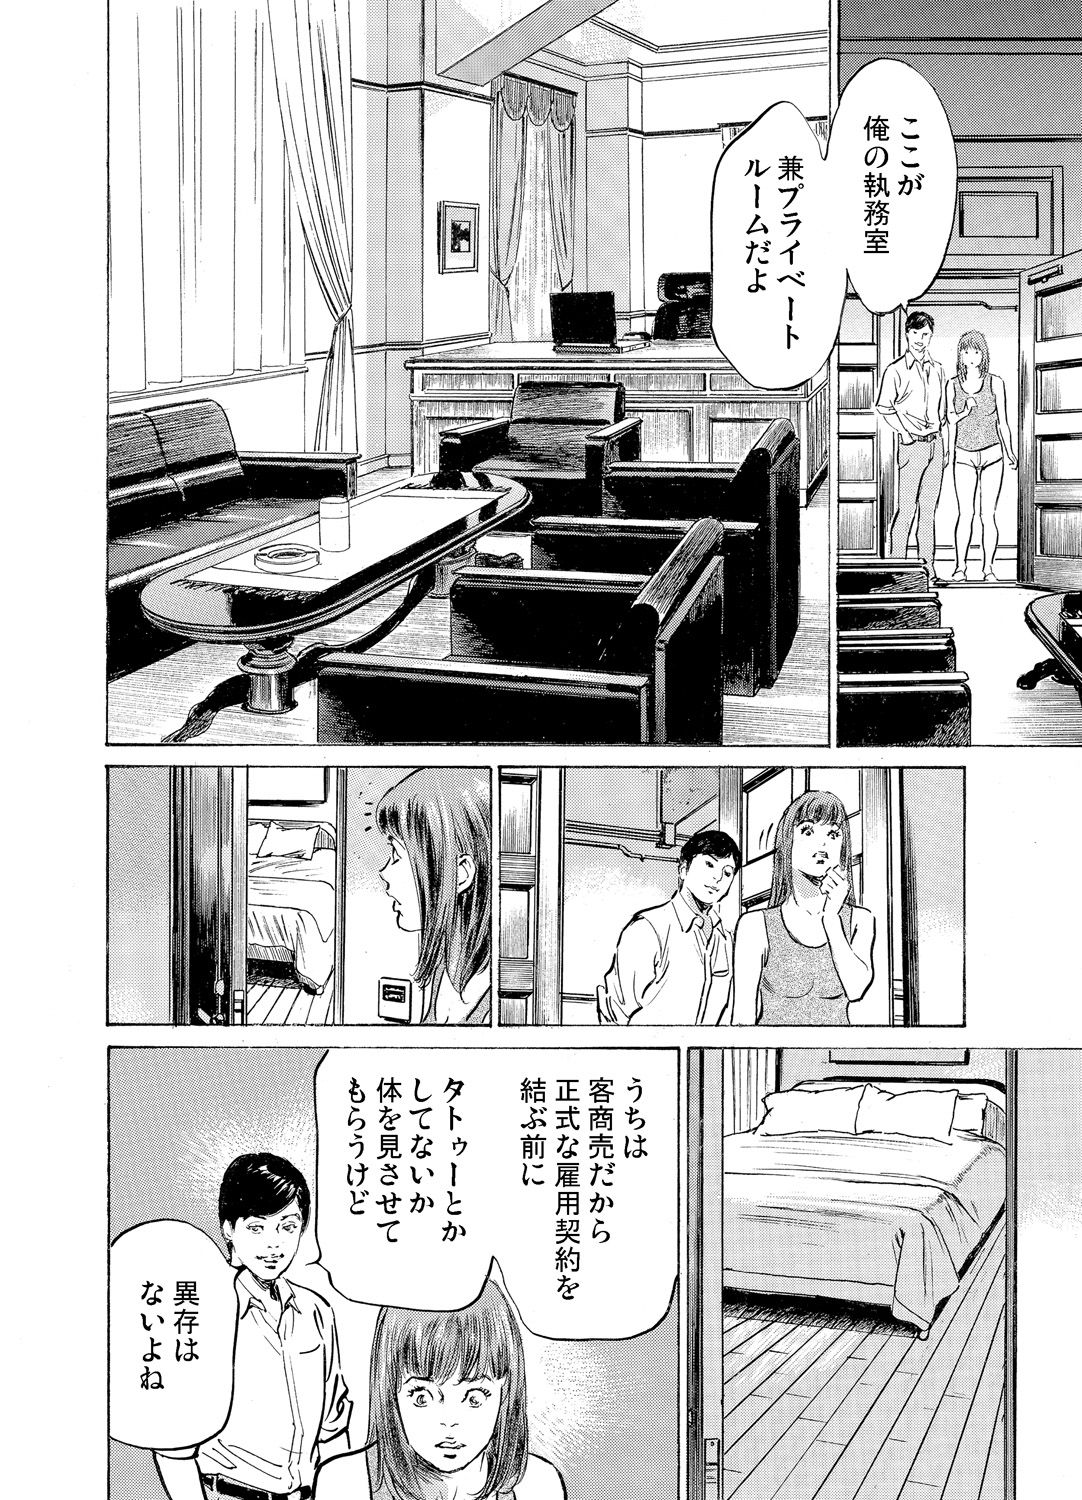 ここが
俺の執務室
兼プライベート
ルームだよ
うちは
客商売だから
正式な雇用契約を
結ぶ前に
タトゥーとか
してないか
体を見させて
もらうけど
異存は
ないよね